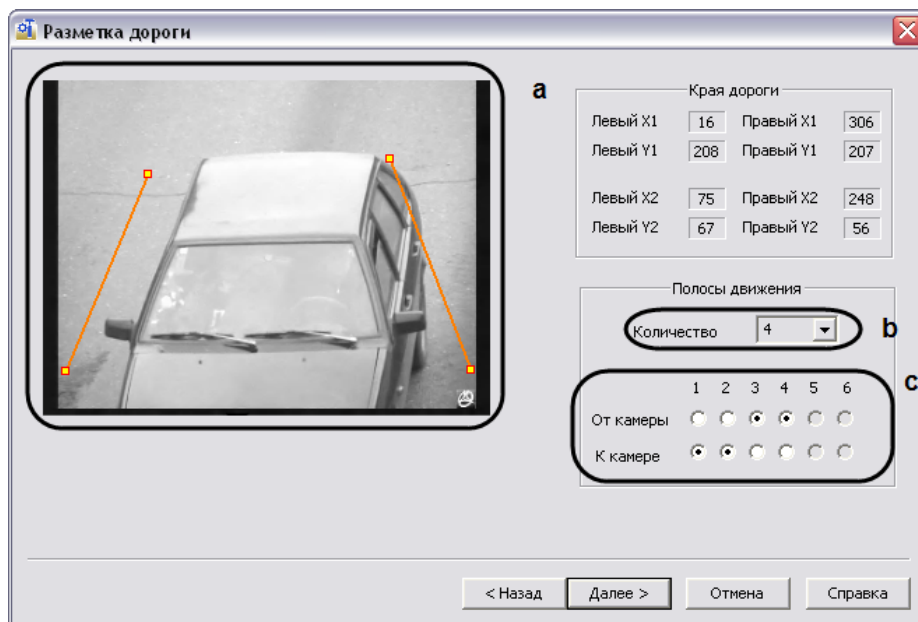 Разметка дороги
a
Края дороги
Левый X1 16 Правый X1 306
Левый Y1 208 Правый Y1 207
Левый X2 75 Правый X2 248
Левый Y2 67 Правый Y2 56
Полосы движения
Количество 4 b
c
1 2 3 4 5 6
От камеры
К камере
< Назад Далее > Отмена Справка